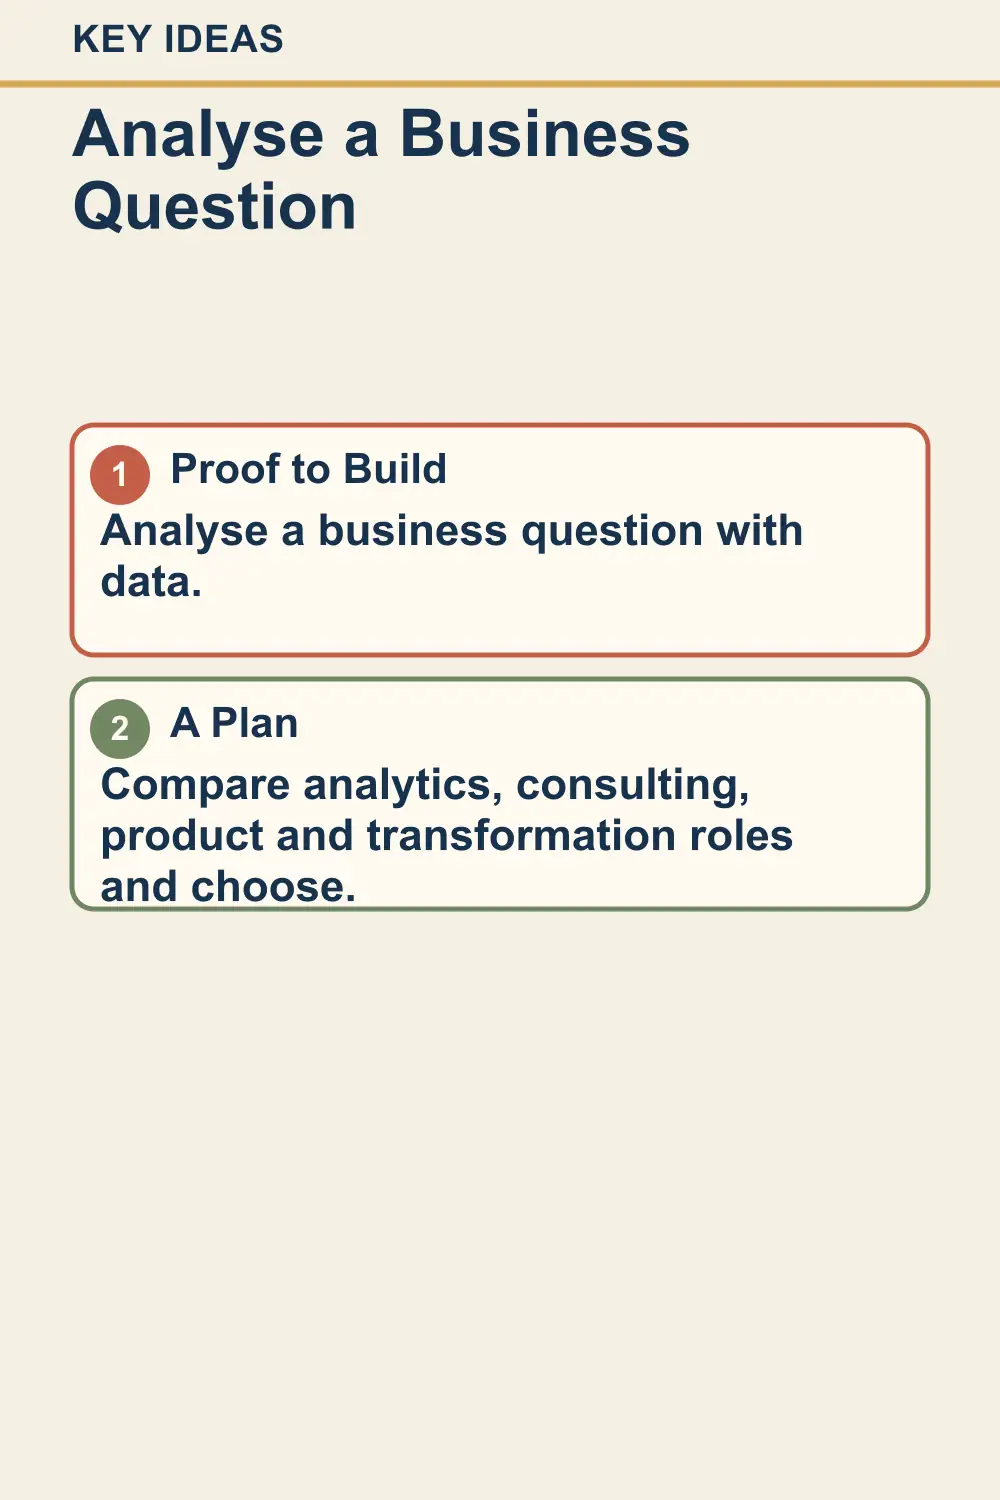 KEY IDEAS
Analyse a Business
Question
1 Proof to Build
Analyse a business question with
data.
2 A Plan
Compare analytics, consulting,
product and transformation roles
and choose.